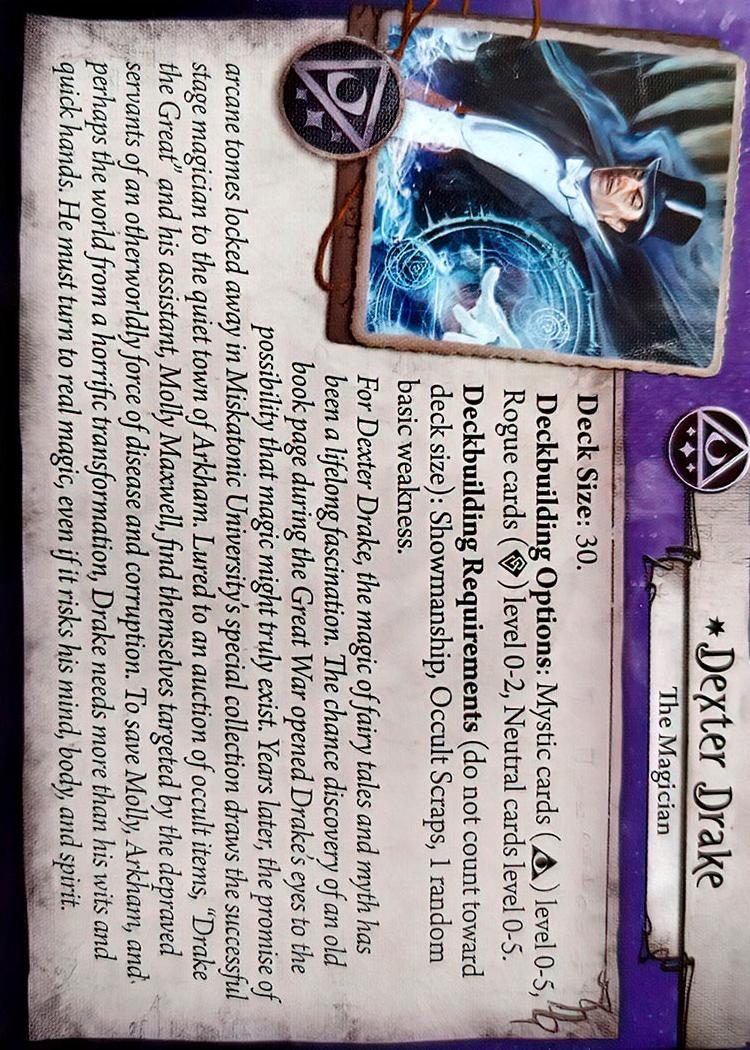 Dexter Drake
The Magician
Deck Size: 30.
Deckbuilding Options: Mystic cards ( ) level 0-5,
Rogue cards ( ) level 0-2, Neutral cards level 0-5.
Deckbuilding Requirements (do not count toward
deck size): Showmanship, Occult Scraps, 1 random
basic weakness.
For Dexter Drake, the magic of fairy tales and myth has
been a lifelong fascination. The chance discovery of an old
book page during the Great War opened Drake's eyes to the
possibility that magic might truly exist. Years later, the promise of
arcane tomes locked away in Miskatonic University's special collection draws the successful
stage magician to the quiet town of Arkham. Lured to an auction of occult items, "Drake
the Great" and his assistant, Molly Maxwell, find themselves targeted by the depraved
servants of an otherworldly force of disease and corruption. To save Molly, Arkham, and
perhaps the world from a horrific transformation, Drake needs more than his wits and
quick hands. He must turn to real magic, even if it risks his mind, body, and spirit.